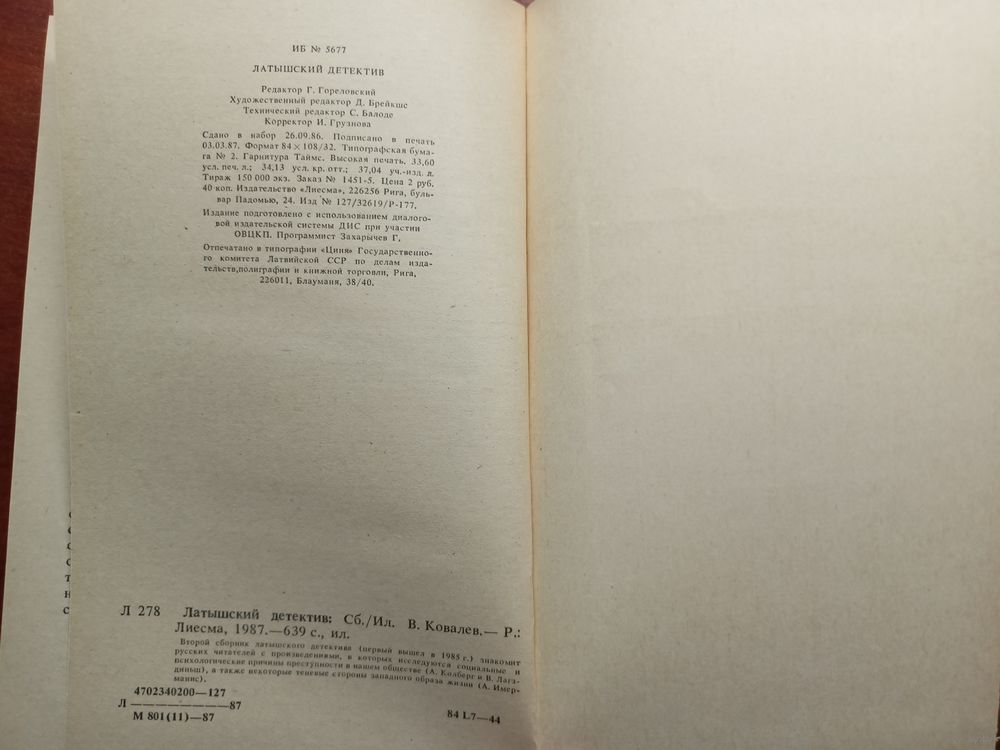 ИБ № 5677
ЛАТЫШСКИЙ ДЕТЕКТИВ
Редактор Г. Гореловский
Художественный редактор Д. Брейкшс
Технический редактор С. Балоде
Корректор И. Грузнова
Сдано в набор 26.09.86. Подписано в печать
03.03.87. Формат 84×108/32. Типографская бума-
га № 2. Гарнитура Таймс. Высокая печать. 33,60
усл. печ. л.; 34,13 усл. кр. отт.; 37,04 уч.-изд. л.
Тираж 150 000 экз. Заказ № 1451-5. Цена 2 руб.
40 коп. Издательство «Лиесма», 226256 Рига, буль-
вар Падомью, 24. Изд № 127/32619/Р-177.
Издание подготовлено с использованием диалого-
вой издательской системы ДИС при участии
ОВЦКП. Программист Захарычев Г.
Отпечатано в типографии «Циня» Государственно-
го комитета Латвийской ССР по делам изда-
тельств,полиграфии и книжной торговли, Рига,
226011, Блауманя, 38/40.
Л 278 Латышский детектив: Сб./Ил. В. Ковалев.— Р.:
Лиесма, 1987.—639 с., ил.
Второй сборник латышского детектива (первый вышел в 1985 г.) знакомит
русских читателей с произведениями, в которых исследуются социальные и
психологические причины преступности в нашем обществе (А. Колберг и В. Лагз-
диньш), а также некоторые теневые стороны западного образа жизни (А. Имер-
манис).
4702340200—127
Л ————————87
М 801(11)—87
84 L7—44